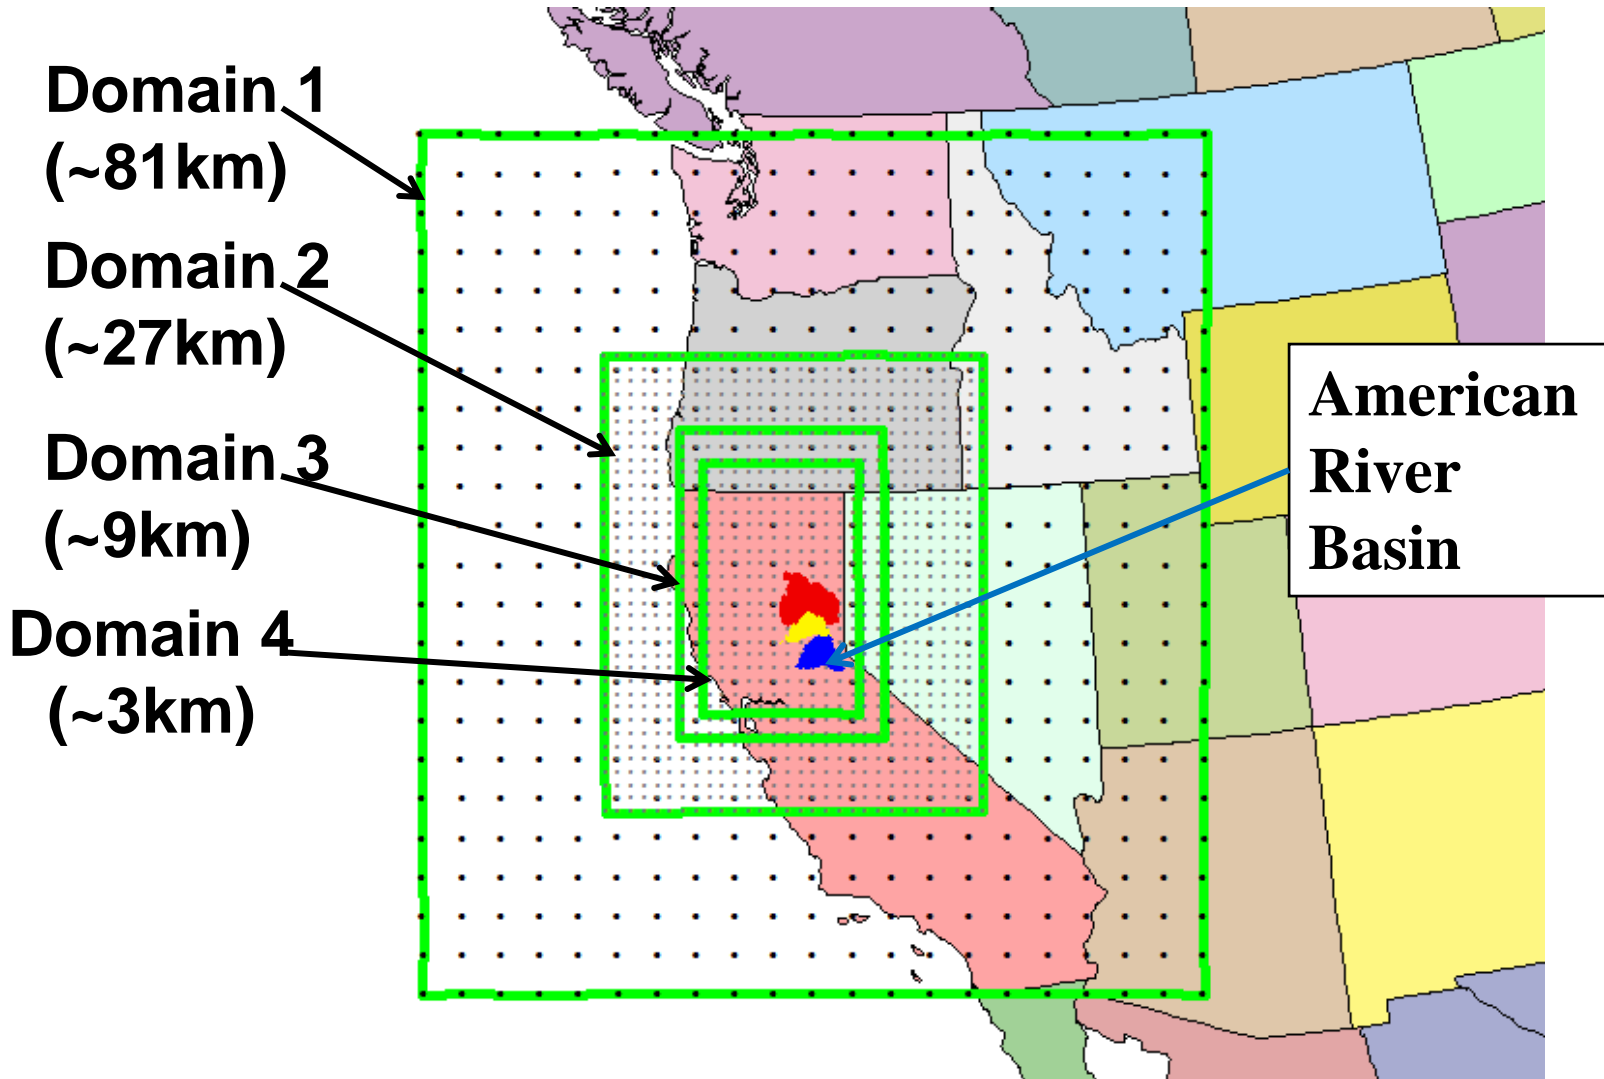 Domain 1
(~81km)
Domain 2
(~27km)
Domain 3
(~9km)
Domain 4
(~3km)
American
River
Basin